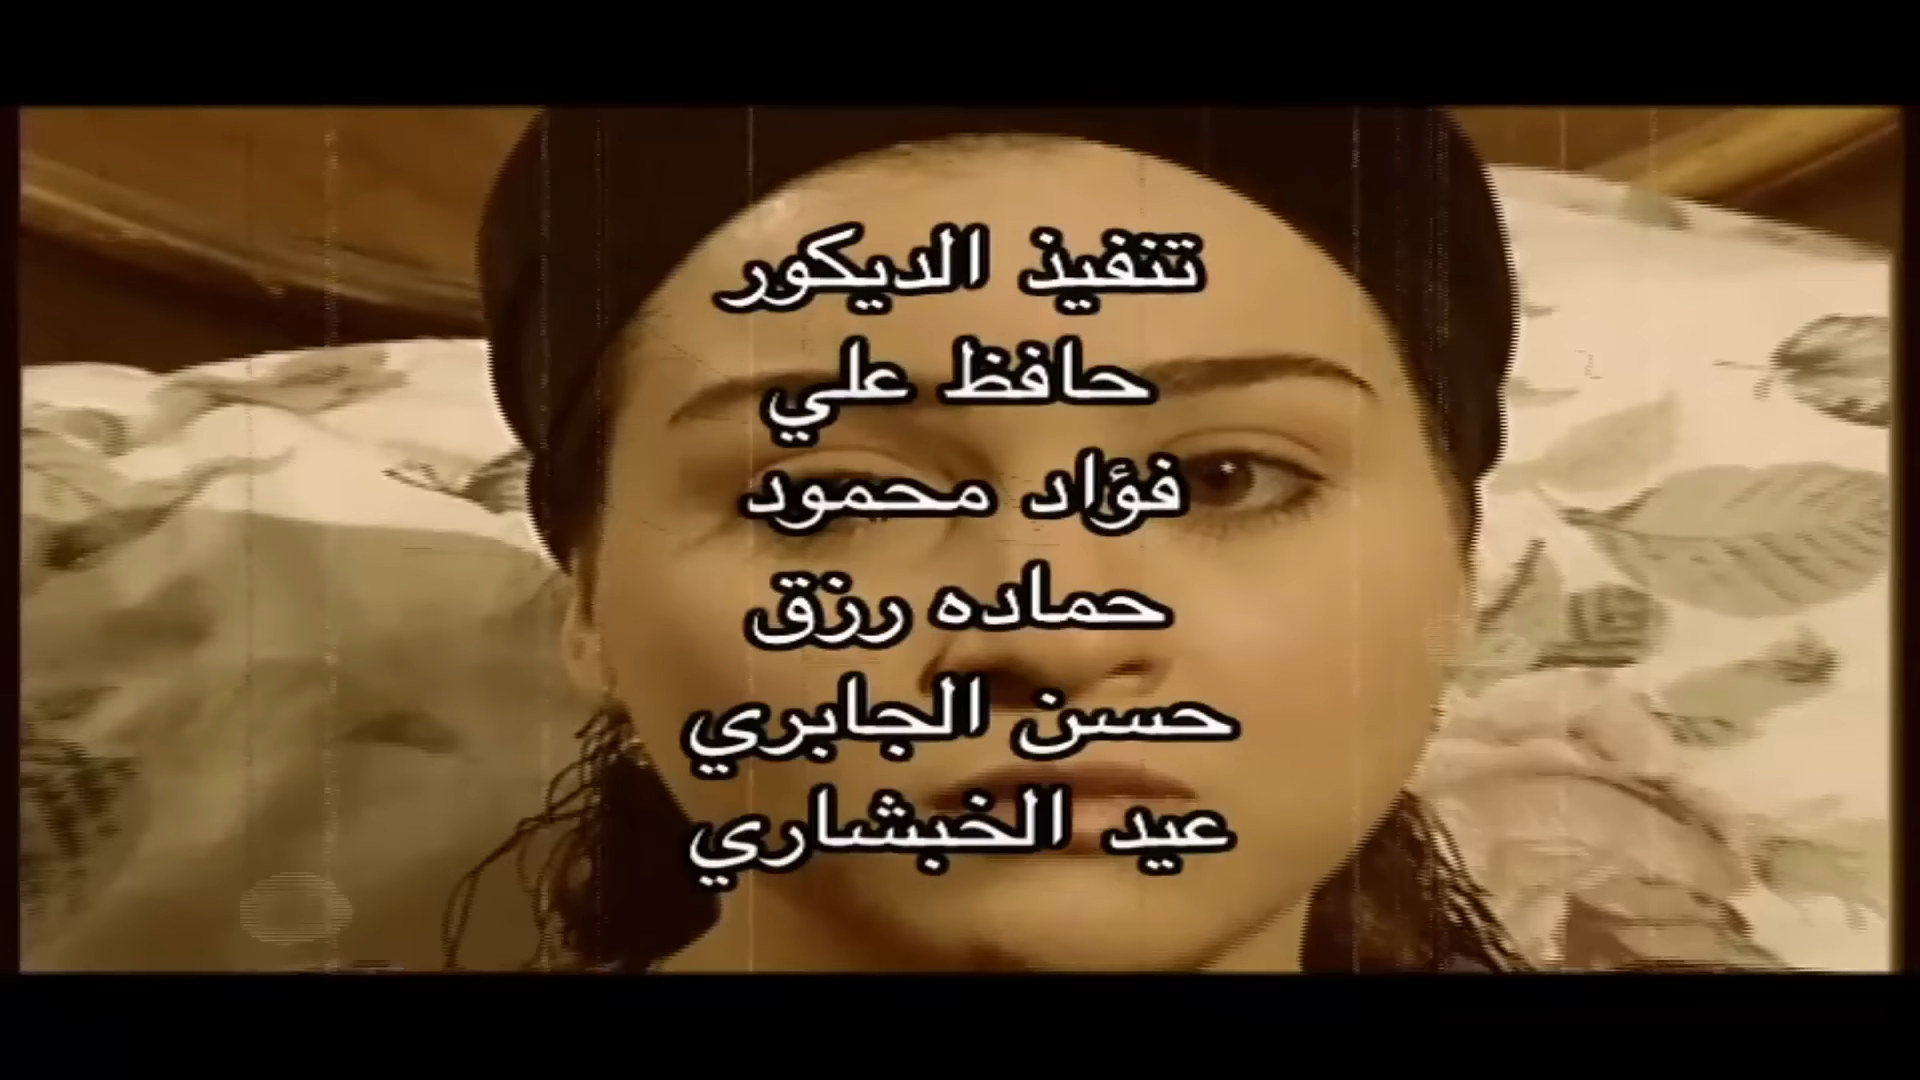 تنفيذ الديكور
حافظ علي
فؤاد محمود
حماده رزق
حسن الجابري
عيد الخبشاري